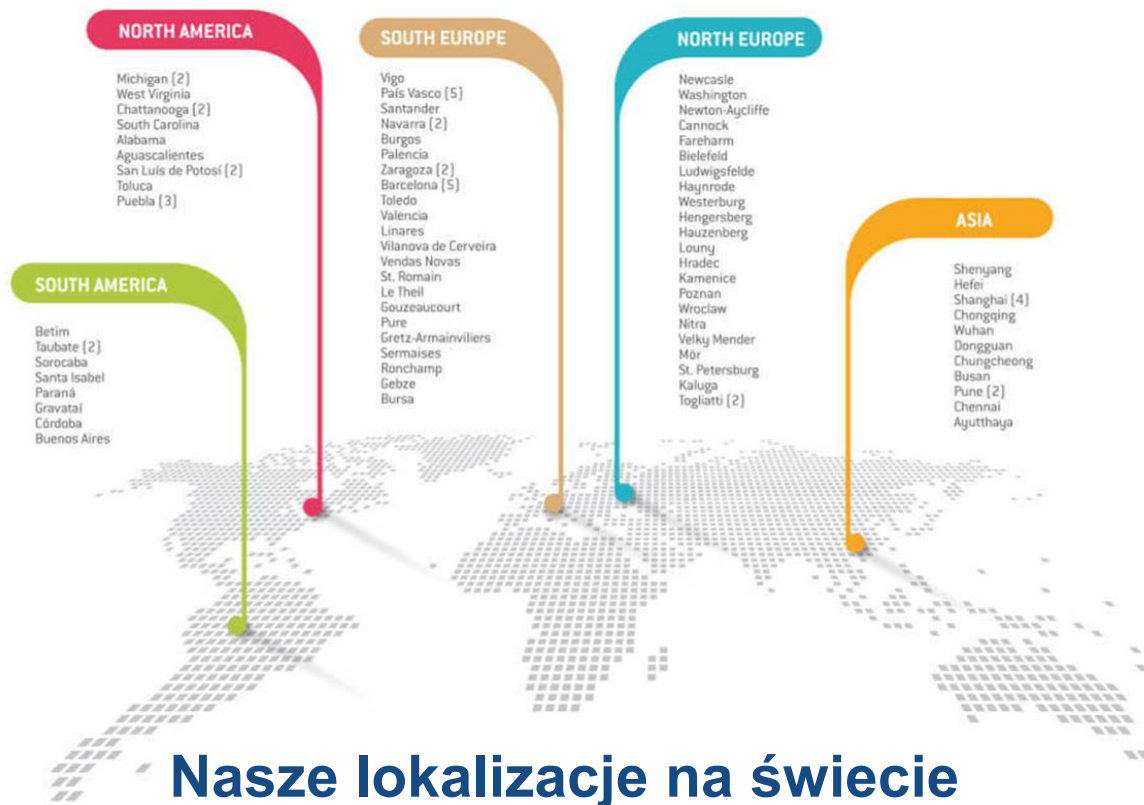 NORTH AMERICA
Michigan (2)
West Virginia
Chattanooga (2)
South Carolina
Alabama
Aguascalientes
San Luís de Potosí (2)
Toluca
Puebla (3)
SOUTH EUROPE
Vigo
País Vasco (5)
Santander
Navarra (2)
Burgos
Palencia
Zaragoza (2)
Barcelona (5)
Toledo
Valencia
Linares
Vilanova de Cerveira
Vendas Novas
St. Romain
Le Theil
Gouzeaucourt
Pure
Gretz-Armainviliers
Sermaises
Ronchamp
Gebze
Bursa
NORTH EUROPE
Newcasle
Washington
Newton-Aycliffe
Cannock
Fareharm
Bielefeld
Ludwigsfelde
Haynrode
Westerburg
Hengersberg
Hauzenberg
Louny
Hradec
Kamenice
Poznan
Wroclaw
Nitra
Velky Mender
Mör
St. Petersburg
Kaluga
Togliatti (2)
ASIA
Shenyang
Hefei
Shanghai (4)
Chongqing
Wuhan
Dongguan
Chungcheong
Busan
Pune (2)
Chennai
Ayutthaya
SOUTH AMERICA
Betim
Taubate (2)
Sorocaba
Santa Isabel
Paraná
Gravataí
Córdoba
Buenos Aires
Nasze lokalizacje na świecie